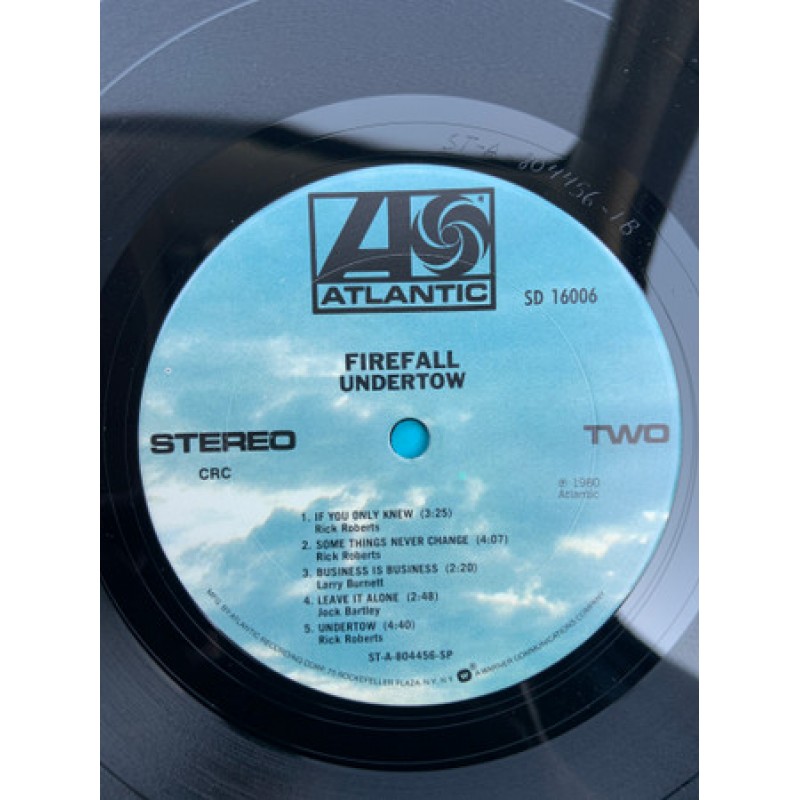 ST-A-804456-1B
ATLANTIC
®
SD 16006
FIREFALL
UNDERTOW
STEREO
TWO
CRC
℗ 1980
Atlantic
1. IF YOU ONLY KNEW (3:25)
Rick Roberts
2. SOME THINGS NEVER CHANGE (4:07)
Rick Roberts
3. BUSINESS IS BUSINESS (2:20)
Larry Burnett
4. LEAVE IT ALONE (2:48)
Jock Bartley
5. UNDERTOW (4:40)
Rick Roberts
ST-A-804456-SP
MFG. BY ATLANTIC RECORDING CORP., 75 ROCKEFELLER PLAZA, N.Y., N.Y. ® A WARNER COMMUNICATIONS COMPANY